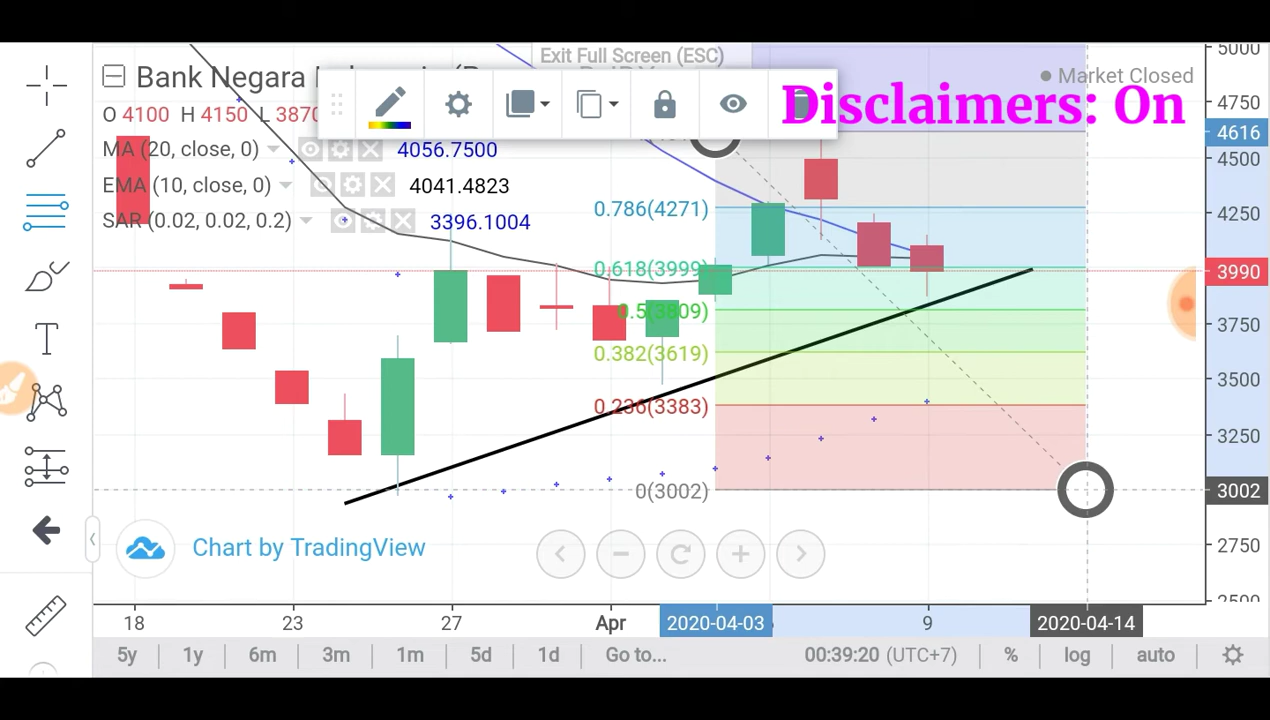 Exit Full Screen (ESC)
Bank Negara
Market Closed
Disclaimers: On
O 4100 H 4150 L 3870
MA (20, close, 0) 4056.7500
EMA (10, close, 0) 4041.4823
SAR (0.02, 0.02, 0.2) 3396.1004
0.786(4271)
0.618(3999)
0.5(3809)
0.382(3619)
0.236(3383)
0(3002)
5000
4750
4616
4500
4250
3990
3750
3500
3250
3002
2750
2500
T
Chart by TradingView
18 23 27 Apr 2020-04-03 9 2020-04-14
5y 1y 6m 3m 1m 5d 1d Go to... 00:39:20 (UTC+7) % log auto